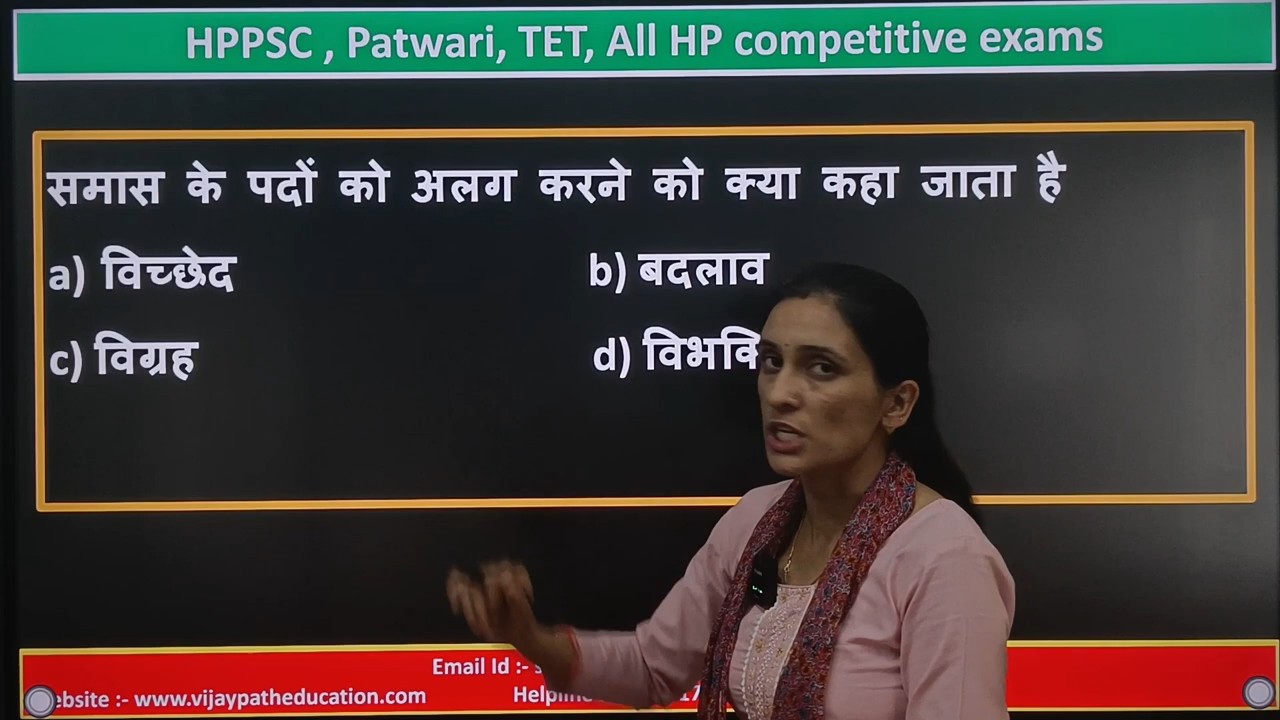 HPPSC , Patwari, TET, All HP competitive exams
समास के पदों को अलग करने को क्या कहा जाता है
a) विच्छेद
b) बदलाव
c) विग्रह
d)
Email Id :-
:- www.vijaypatheducation.com